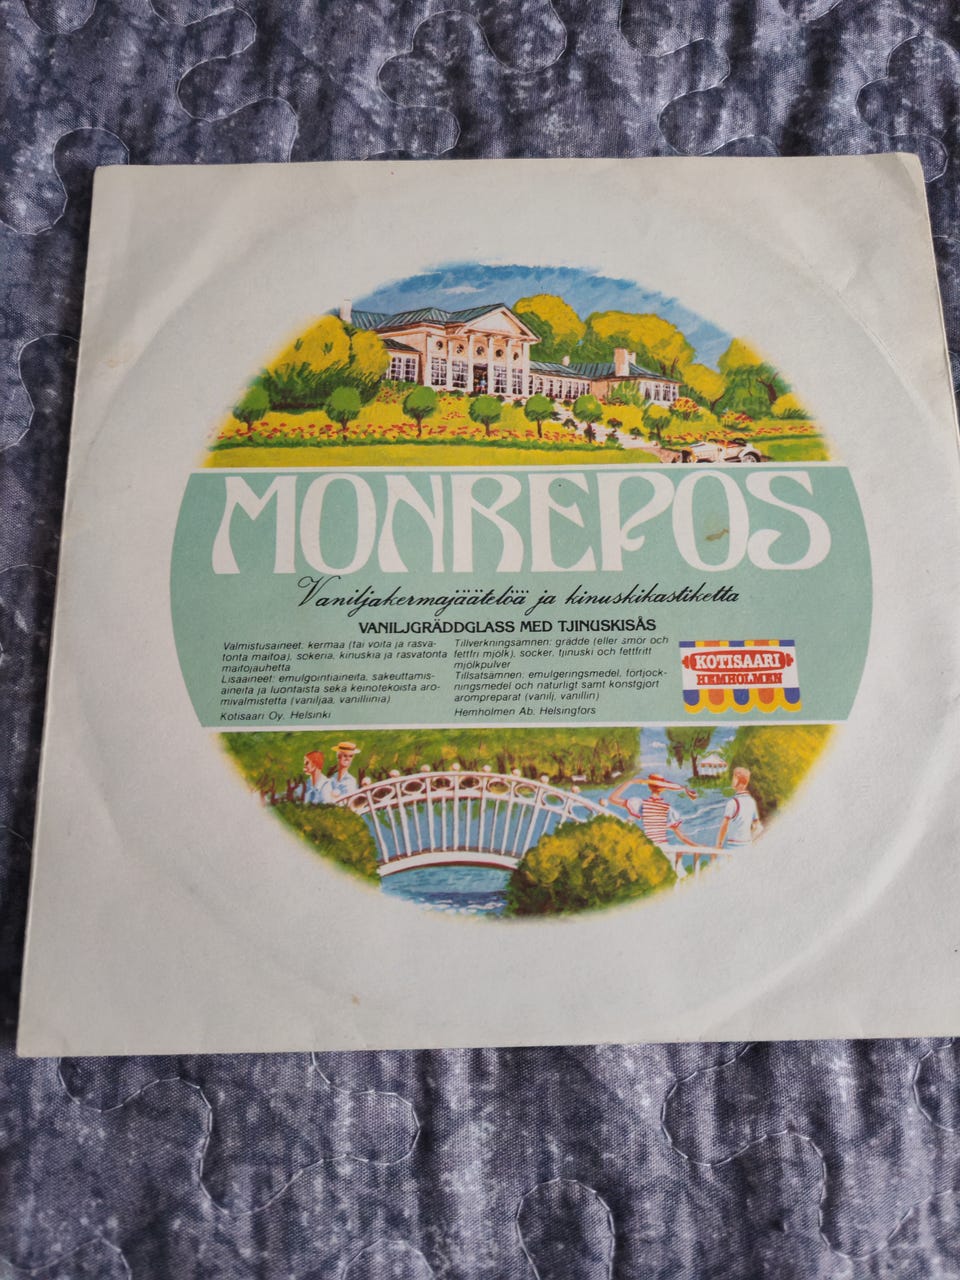 MONREPOS
Vaniljakermajäätelöä ja kinuskikastiketta
VANILJGRÄDDGLASS MED TJINUSKISÅS
Valmistusaineet: kermaa (tai voita ja rasva-
tonta maitoa), sokeria, kinuskia ja rasvatonta
maitojauhetta
Lisäaineet: emulgointiaineita, sakeuttamis-
aineita ja luontaista sekä keinotekoista aro-
mivalmistetta (vaniljaa, vanilliinia)
Kotisaari Oy, Helsinki
Tillverkningsämnen: grädde (eller smör och
fettfri mjölk), socker, tjinuski och fettfritt
mjölkpulver
Tillsatsämnen: emulgeringsmedel, förtjock-
ningsmedel och naturligt samt konstgjort
arompreparat (vanilj, vanillin)
Hemholmen Ab, Helsingfors
KOTISAARI
HEMHOLMEN